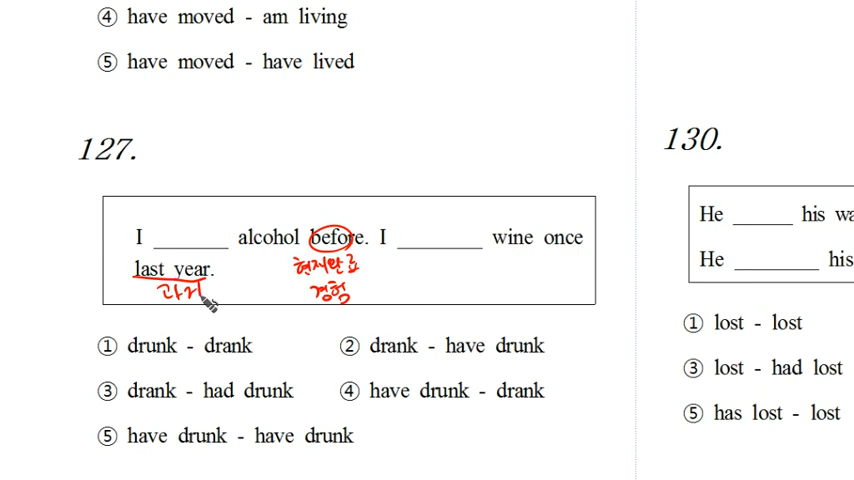 ④ have moved - am living
⑤ have moved - have lived
127.
I ________ alcohol before. I ________ wine once
last year.
현재완료
경험
과거
① drunk - drank
② drank - have drunk
③ drank - had drunk
④ have drunk - drank
⑤ have drunk - have drunk
130.
He ______ his
He ________ his
① lost - lost
③ lost - had lost
⑤ has lost - lost